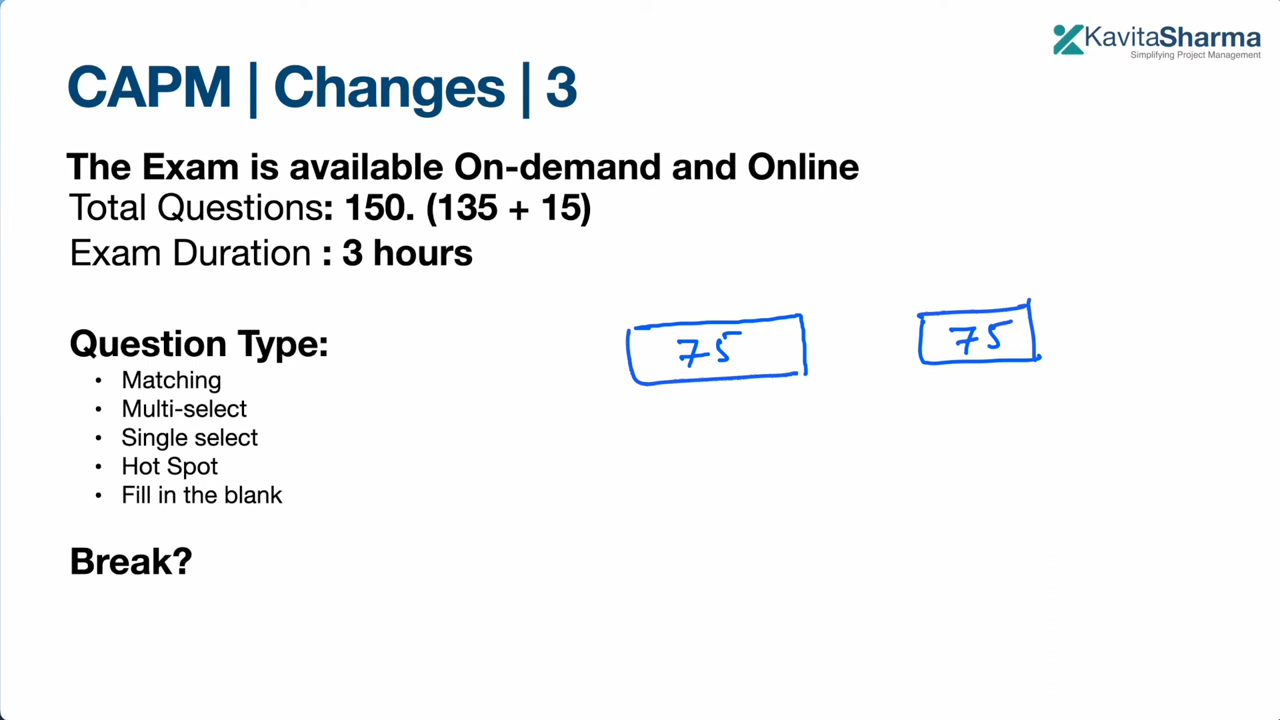 KavitaSharma
Simplifying Project Management
CAPM | Changes | 3
The Exam is available On-demand and Online
Total Questions: 150. (135 + 15)
Exam Duration : 3 hours
Question Type:
• Matching
• Multi-select
• Single select
• Hot Spot
• Fill in the blank
75
75
Break?